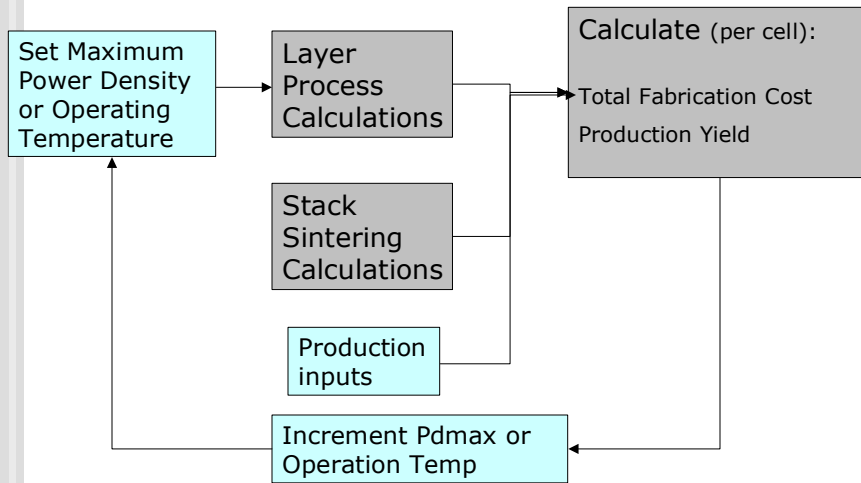 Set Maximum
Power Density
or Operating
Temperature
Layer
Process
Calculations
Calculate (per cell):
Total Fabrication Cost
Production Yield
Stack
Sintering
Calculations
Production
inputs
Increment Pdmax or
Operation Temp